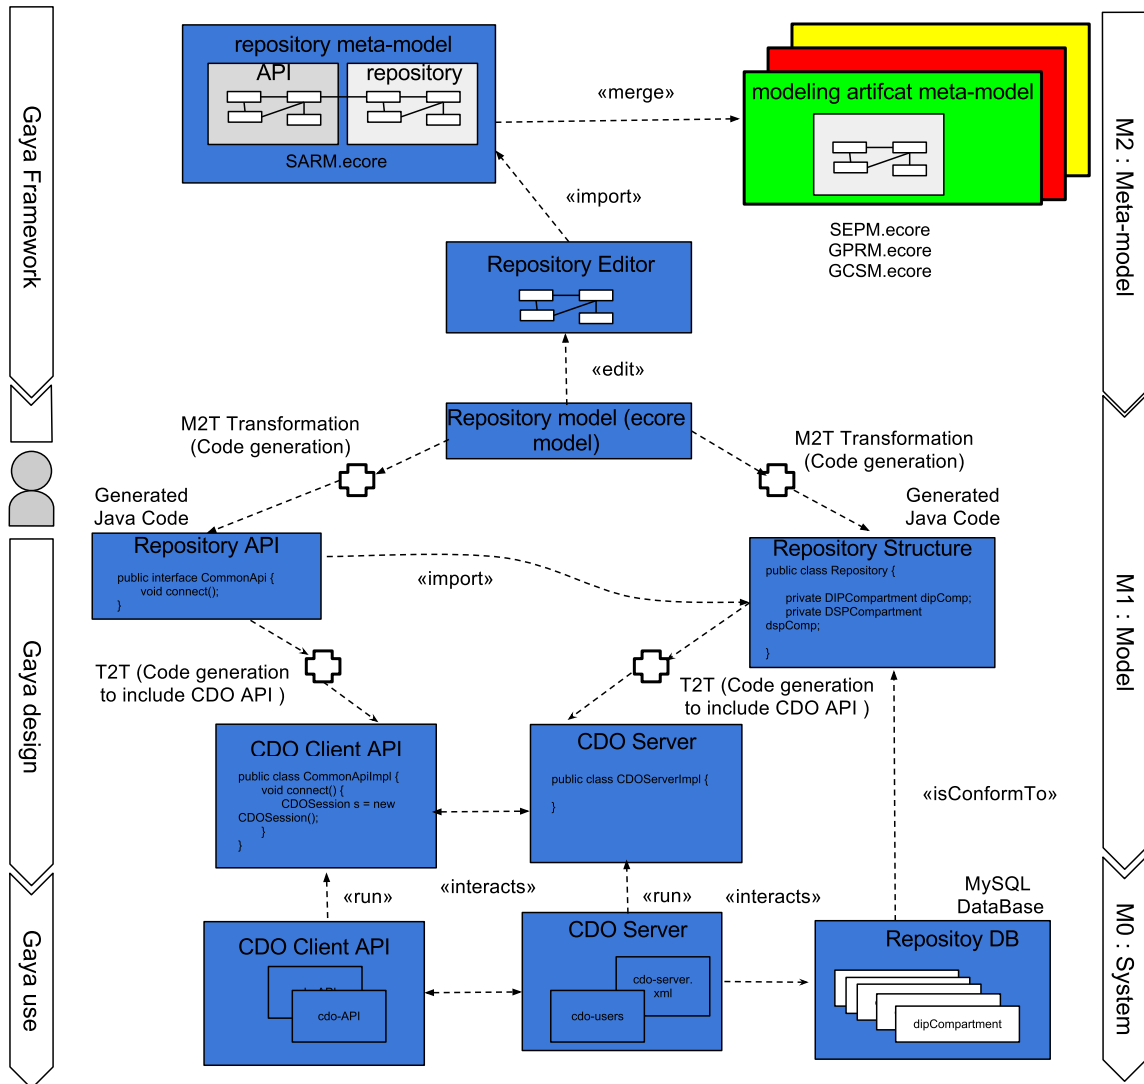 Gaya Framework
Gaya design
Gaya use
M2 : Meta-model
M1 : Model
M0 : System
repository meta-model
API
repository
SARM.ecore
«merge»
modeling artifcat meta-model
SEPM.ecore
GPRM.ecore
GCSM.ecore
«import»
Repository Editor
«edit»
Repository model (ecore
model)
M2T Transformation
(Code generation)
M2T Transformation
(Code generation)
Generated
Java Code
Generated
Java Code
Repository API
public interface CommonApi {
void connect();
}
«import»
Repository Structure
public class Repository {
private DIPCompartment dipComp;
private DSPCompartment
dspComp;
}
T2T (Code generation
to include CDO API )
T2T (Code generation
to include CDO API )
CDO Client API
public class CommonApiImpl {
void connect() {
CDOSession s = new
CDOSession();
}
}
CDO Server
public class CDOServerImpl {
}
«isConformTo»
«run»
«interacts»
«run»
«interacts»
MySQL
DataBase
CDO Client API
cdo-API
CDO Server
cdo-server.
xml
cdo-users
Repositoy DB
dipCompartment